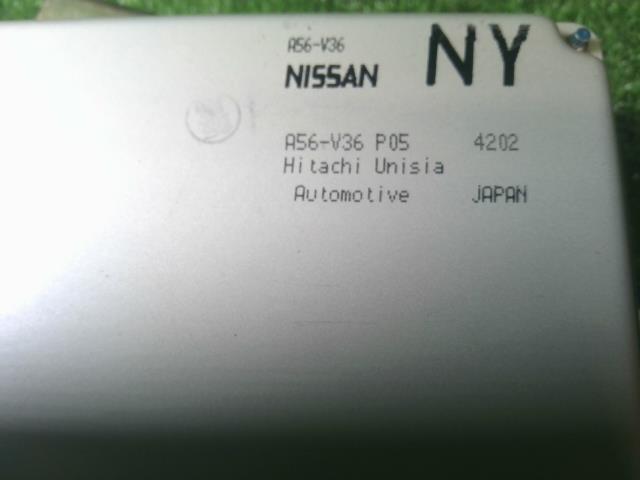 A56-V36
NISSAN NY
A56-V36 P05 4202
Hitachi Unisia
Automotive JAPAN